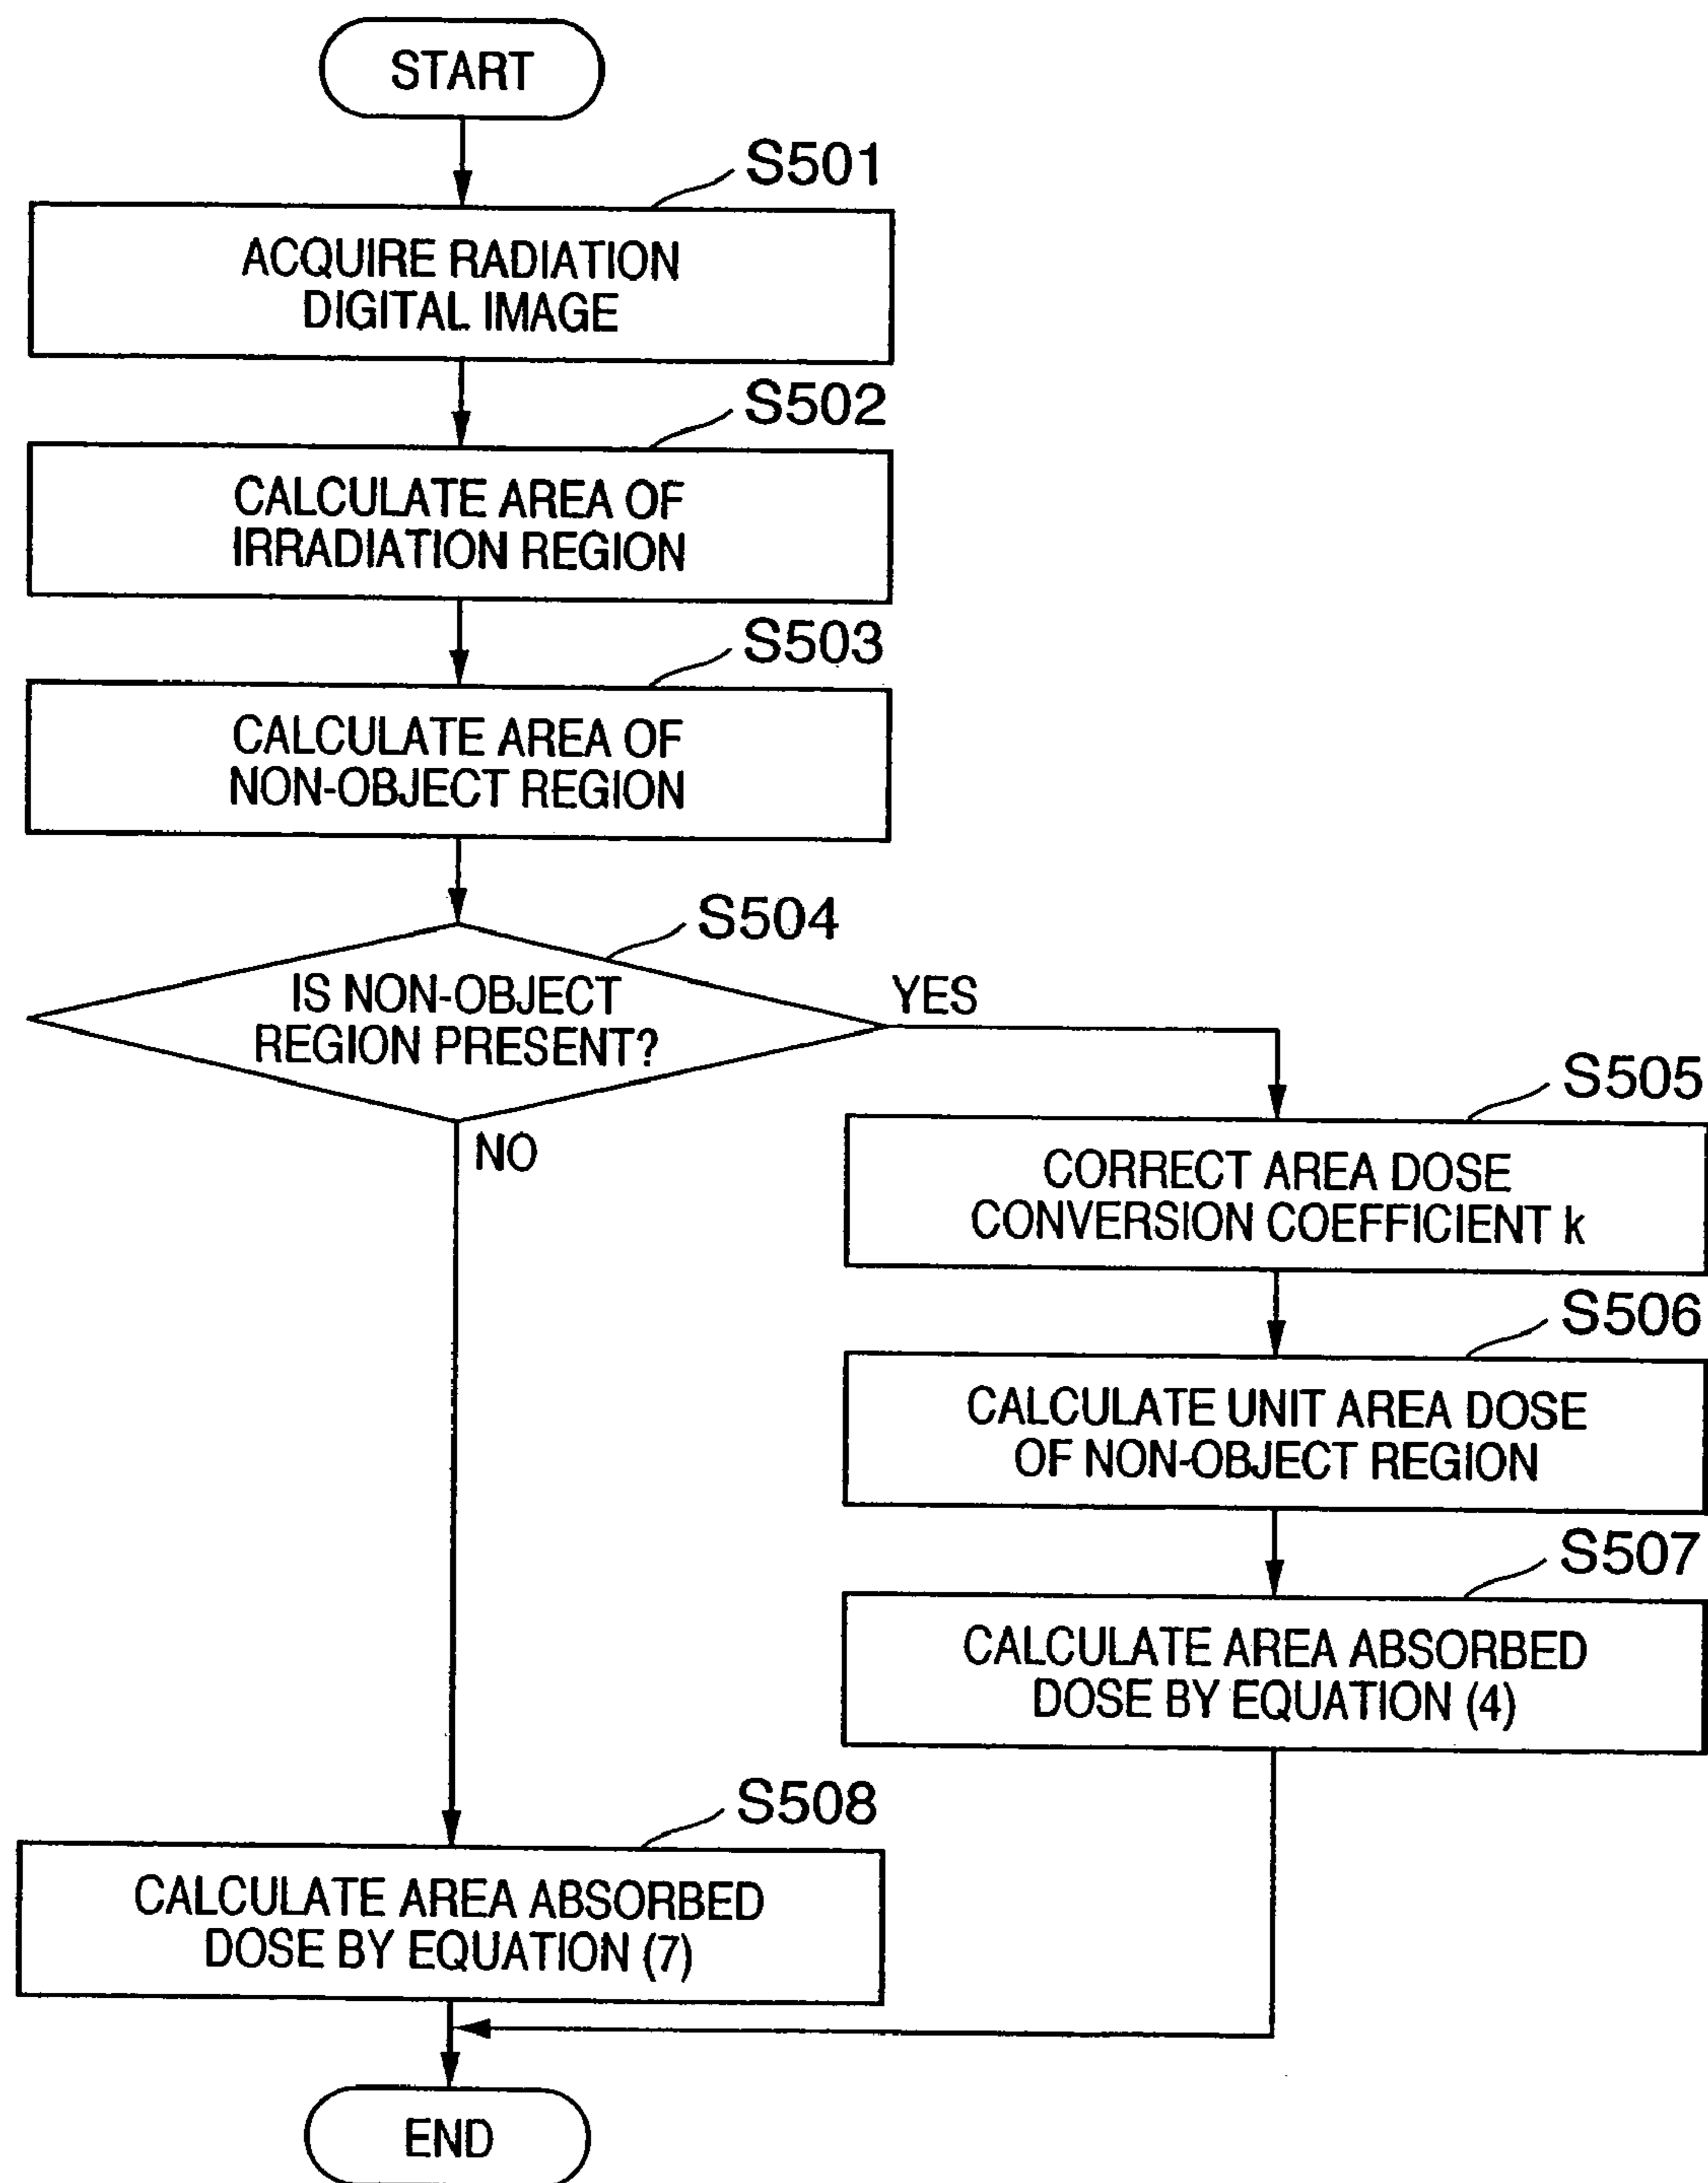 START
S501
ACQUIRE RADIATION
DIGITAL IMAGE
S502
CALCULATE AREA OF
IRRADIATION REGION
S503
CALCULATE AREA OF
NON-OBJECT REGION
S504
IS NON-OBJECT
REGION PRESENT?
YES
NO
S505
CORRECT AREA DOSE
CONVERSION COEFFICIENT k
S506
CALCULATE UNIT AREA DOSE
OF NON-OBJECT REGION
S507
CALCULATE AREA ABSORBED
DOSE BY EQUATION (4)
S508
CALCULATE AREA ABSORBED
DOSE BY EQUATION (7)
END